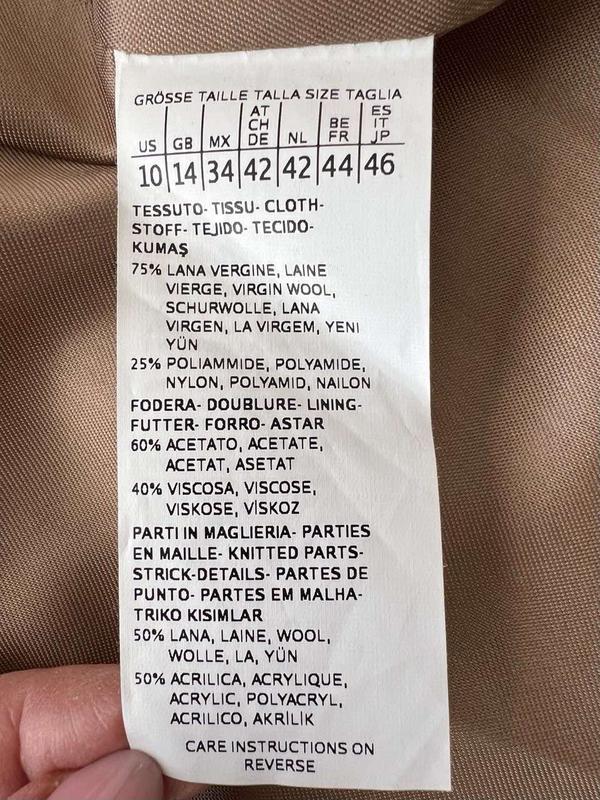 GRÖSSE TAILLE TALLA SIZE TAGLIA
US GB MX AT CH DE NL BE FR ES IT JP
10 14 34 42 42 44 46
TESSUTO- TISSU- CLOTH-
STOFF- TEJIDO- TECIDO-
KUMAŞ
75% LANA VERGINE, LAINE
VIERGE, VIRGIN WOOL,
SCHURWOLLE, LANA
VIRGEN, LA VIRGEM, YENI
YÜN
25% POLIAMMIDE, POLYAMIDE,
NYLON, POLYAMID, NAILON
FODERA- DOUBLURE- LINING-
FUTTER- FORRO- ASTAR
60% ACETATO, ACETATE,
ACETAT, ASETAT
40% VISCOSA, VISCOSE,
VISKOSE, VİSKOZ
PARTI IN MAGLIERIA- PARTIES
EN MAILLE- KNITTED PARTS-
STRICK-DETAILS- PARTES DE
PUNTO- PARTES EM MALHA-
TRIKO KISIMLAR
50% LANA, LAINE, WOOL,
WOLLE, LA, YÜN
50% ACRILICA, ACRYLIQUE,
ACRYLIC, POLYACRYL,
ACRILICO, AKRİLİK
CARE INSTRUCTIONS ON
REVERSE